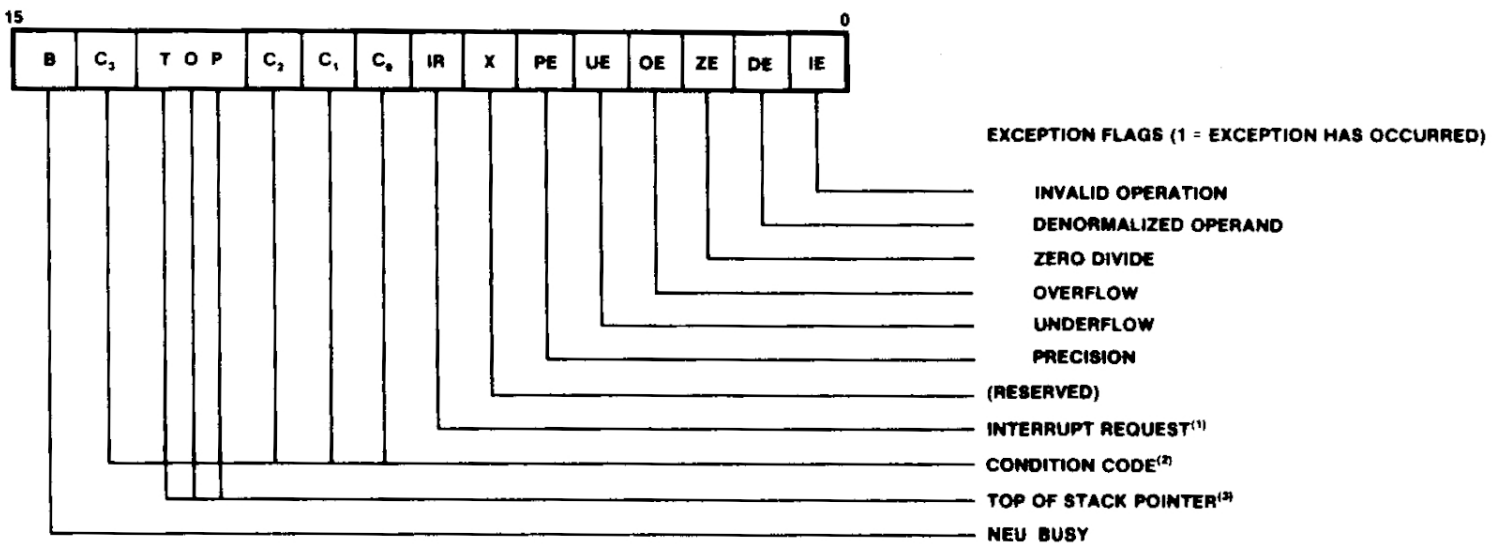 15 0
B C₃ T O P C₂ C₁ C₀ IR X PE UE OE ZE DE IE
EXCEPTION FLAGS (1 = EXCEPTION HAS OCCURRED)
INVALID OPERATION
DENORMALIZED OPERAND
ZERO DIVIDE
OVERFLOW
UNDERFLOW
PRECISION
(RESERVED)
INTERRUPT REQUEST⁽¹⁾
CONDITION CODE⁽²⁾
TOP OF STACK POINTER⁽³⁾
NEU BUSY